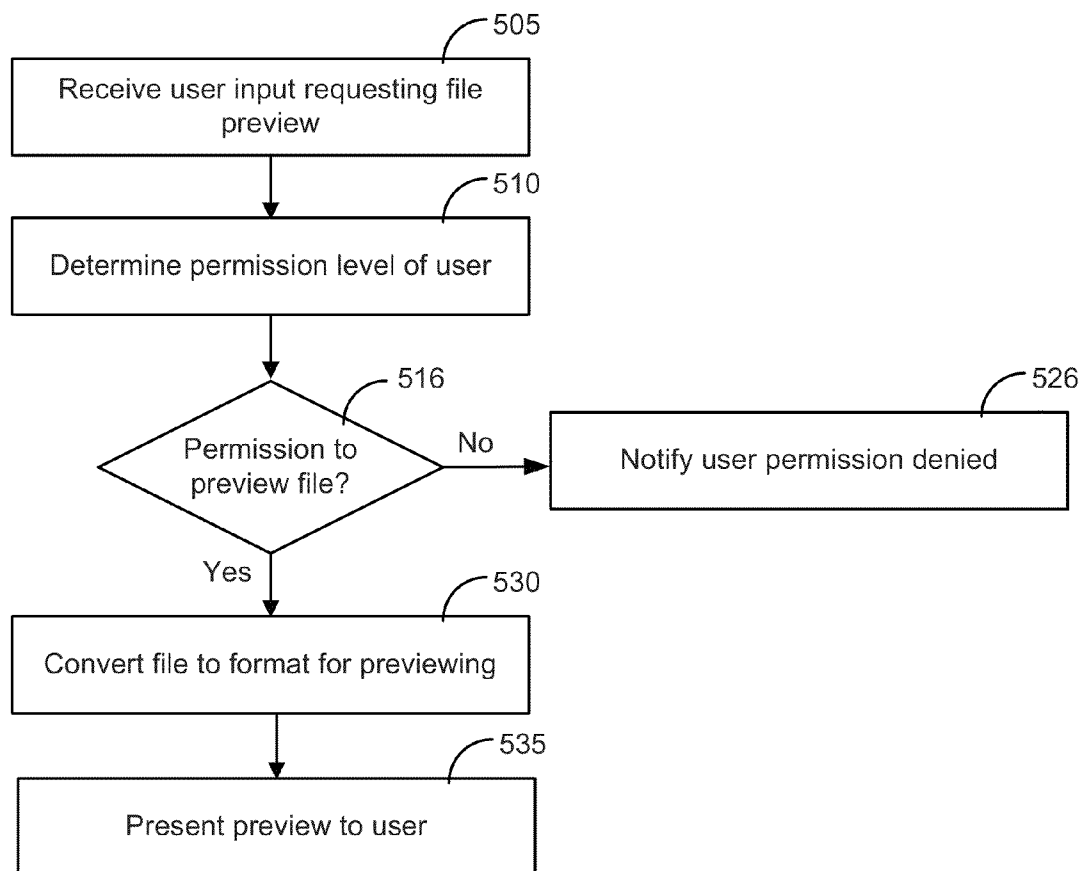 505
Receive user input requesting file
preview
510
Determine permission level of user
516
Permission to
preview file?
No
526
Notify user permission denied
Yes
530
Convert file to format for previewing
535
Present preview to user